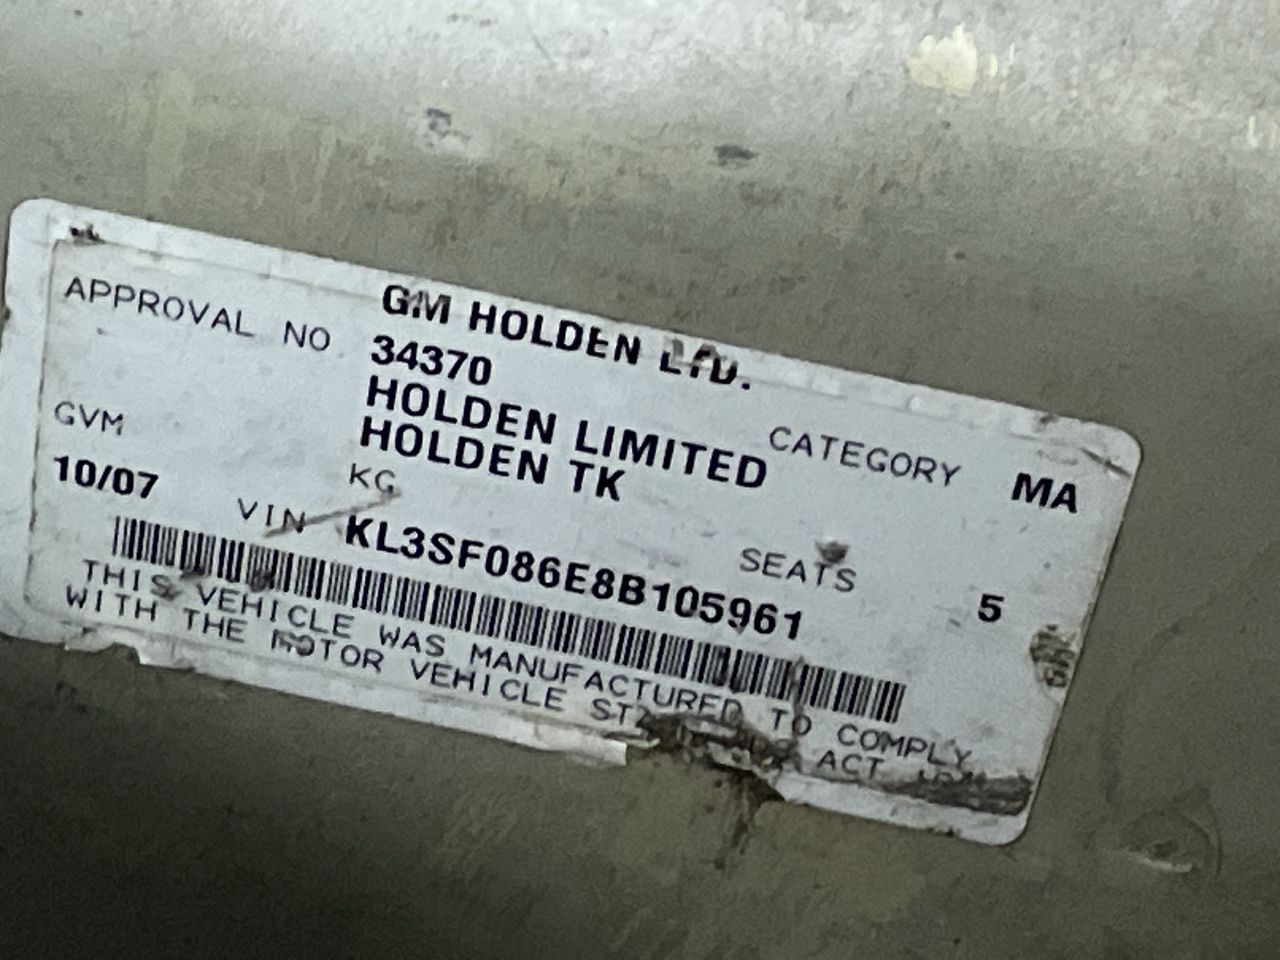 GM HOLDEN LTD.
APPROVAL NO 34370
HOLDEN LIMITED CATEGORY MA
GVM HOLDEN TK
10/07 KG SEATS 5
VIN KL3SF086E8B105961
THIS VEHICLE WAS MANUFACTURED TO COMPLY
WITH THE MOTOR VEHICLE ACT